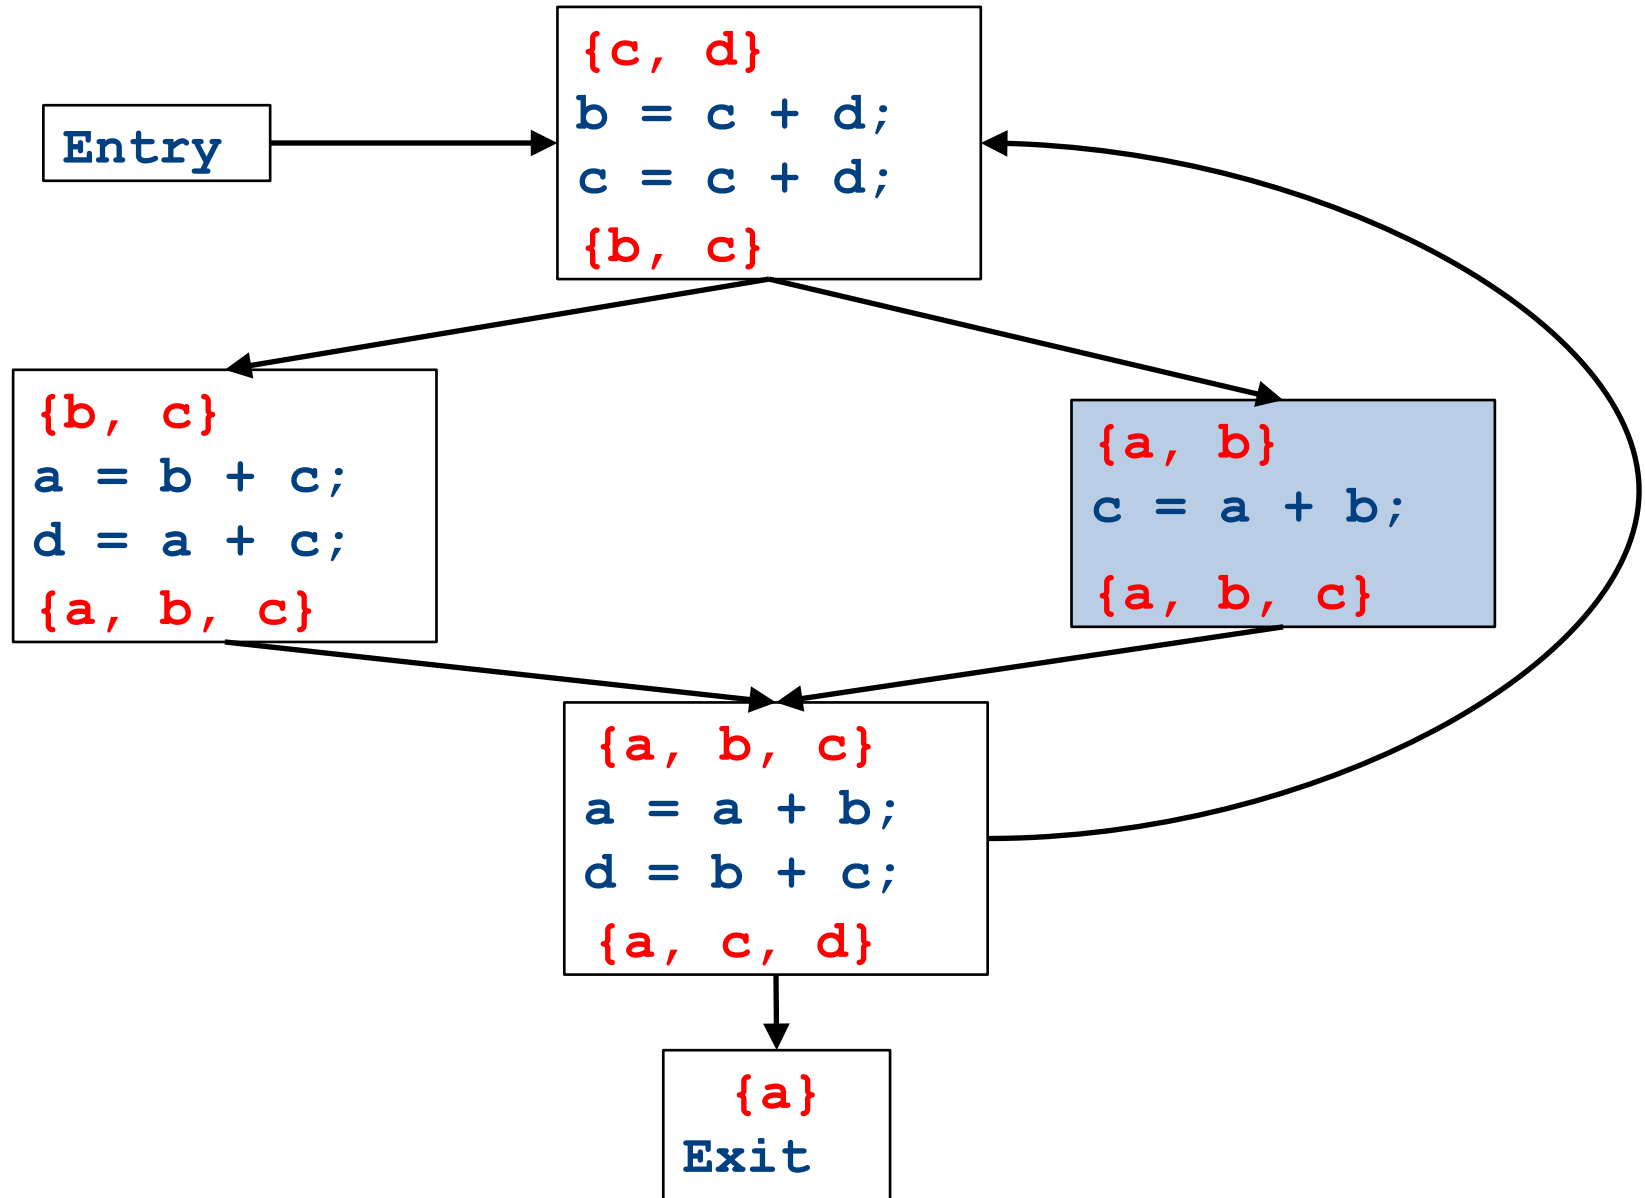 {c, d}
b = c + d;
c = c + d;
{b, c}
Entry
{b, c}
a = b + c;
d = a + c;
{a, b, c}
{a, b}
c = a + b;
{a, b, c}
{a, b, c}
a = a + b;
d = b + c;
{a, c, d}
{a}
Exit